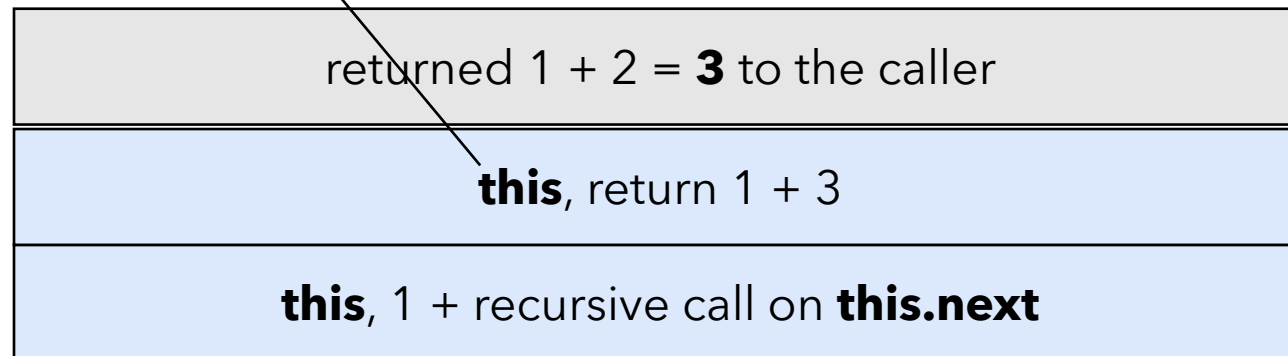 returned 1 + 2 = 3 to the caller
this, return 1 + 3
this, 1 + recursive call on this.next